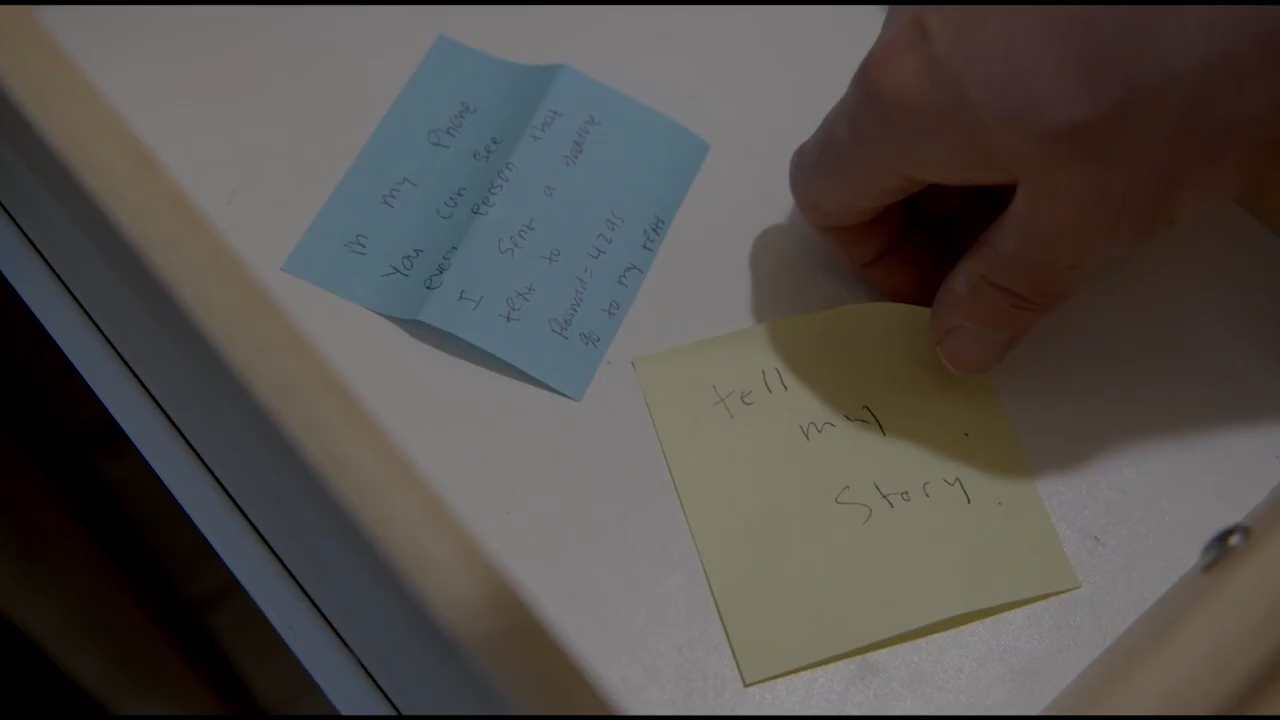 in my Phone
You can see
every Person
I sent that
text to a
Password = 4295
go to my texts
tell
my
story.